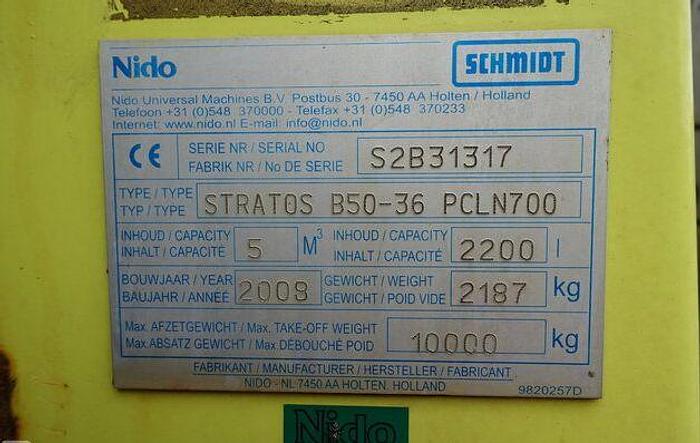 Nido SCHMIDT
Nido Universal Machines B.V. Postbus 30 - 7450 AA Holten / Holland
Telefoon +31 (0)548 370000 - Telefax +31 (0)548 370233
Internet: www.nido.nl E-mail: info@nido.nl
CE SERIE NR / SERIAL NO S2B31317
FABRIK NR / No DE SERIE
TYPE / TYPE STRATOS B50-36 PCLN700
TYP / TYPE
INHOUD / CAPACITY 5 M³ INHOUD / CAPACITY 2200 l
INHALT / CAPACITÉ INHALT / CAPACITÉ
BOUWJAAR / YEAR 2008 GEWICHT / WEIGHT 2187 kg
BAUJAHR / ANNÉE GEWICHT / POID VIDE
Max. AFZETGEWICHT / Max. TAKE-OFF WEIGHT 10000 kg
Max. ABSATZ GEWICHT / Max DÉBOUCHÉ POID
FABRIKANT / MANUFACTURER / HERSTELLER / FABRICANT
NIDO - NL 7450 AA HOLTEN. HOLLAND 9820257D
Nido